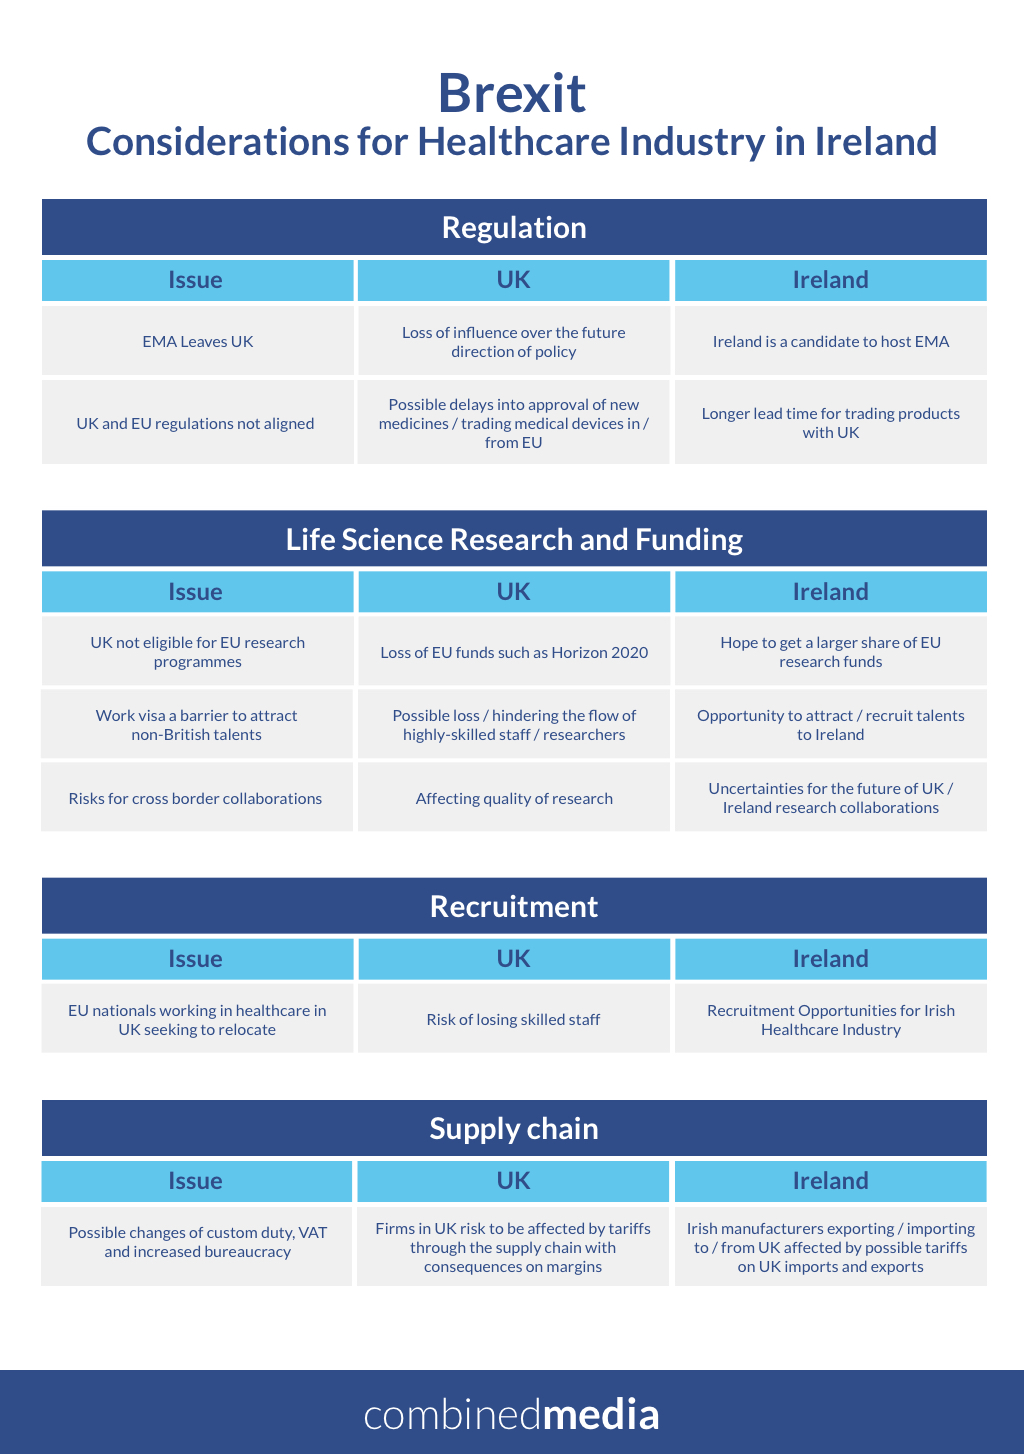 Brexit
Considerations for Healthcare Industry in Ireland
Regulation
Issue
UK
Ireland
EMA Leaves UK
Loss of influence over the future
direction of policy
Ireland is a candidate to host EMA
UK and EU regulations not aligned
Possible delays into approval of new
medicines / trading medical devices in /
from EU
Longer lead time for trading products
with UK
Life Science Research and Funding
Issue
UK
Ireland
UK not eligible for EU research
programmes
Loss of EU funds such as Horizon 2020
Hope to get a larger share of EU
research funds
Work visa a barrier to attract
non-British talents
Possible loss / hindering the flow of
highly-skilled staff / researchers
Opportunity to attract / recruit talents
to Ireland
Risks for cross border collaborations
Affecting quality of research
Uncertainties for the future of UK /
Ireland research collaborations
Recruitment
Issue
UK
Ireland
EU nationals working in healthcare in
UK seeking to relocate
Risk of losing skilled staff
Recruitment Opportunities for Irish
Healthcare Industry
Supply chain
Issue
UK
Ireland
Possible changes of custom duty, VAT
and increased bureaucracy
Firms in UK risk to be affected by tariffs
through the supply chain with
consequences on margins
Irish manufacturers exporting / importing
to / from UK affected by possible tariffs
on UK imports and exports
combinedmedia